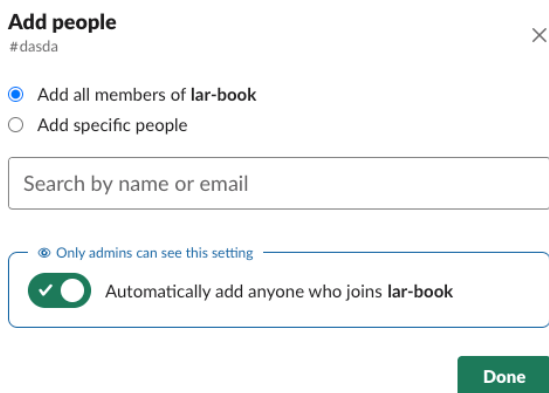 Add people
#dasda
Add all members of lar-book
Add specific people
Search by name or email
Only admins can see this setting
Automatically add anyone who joins lar-book
Done